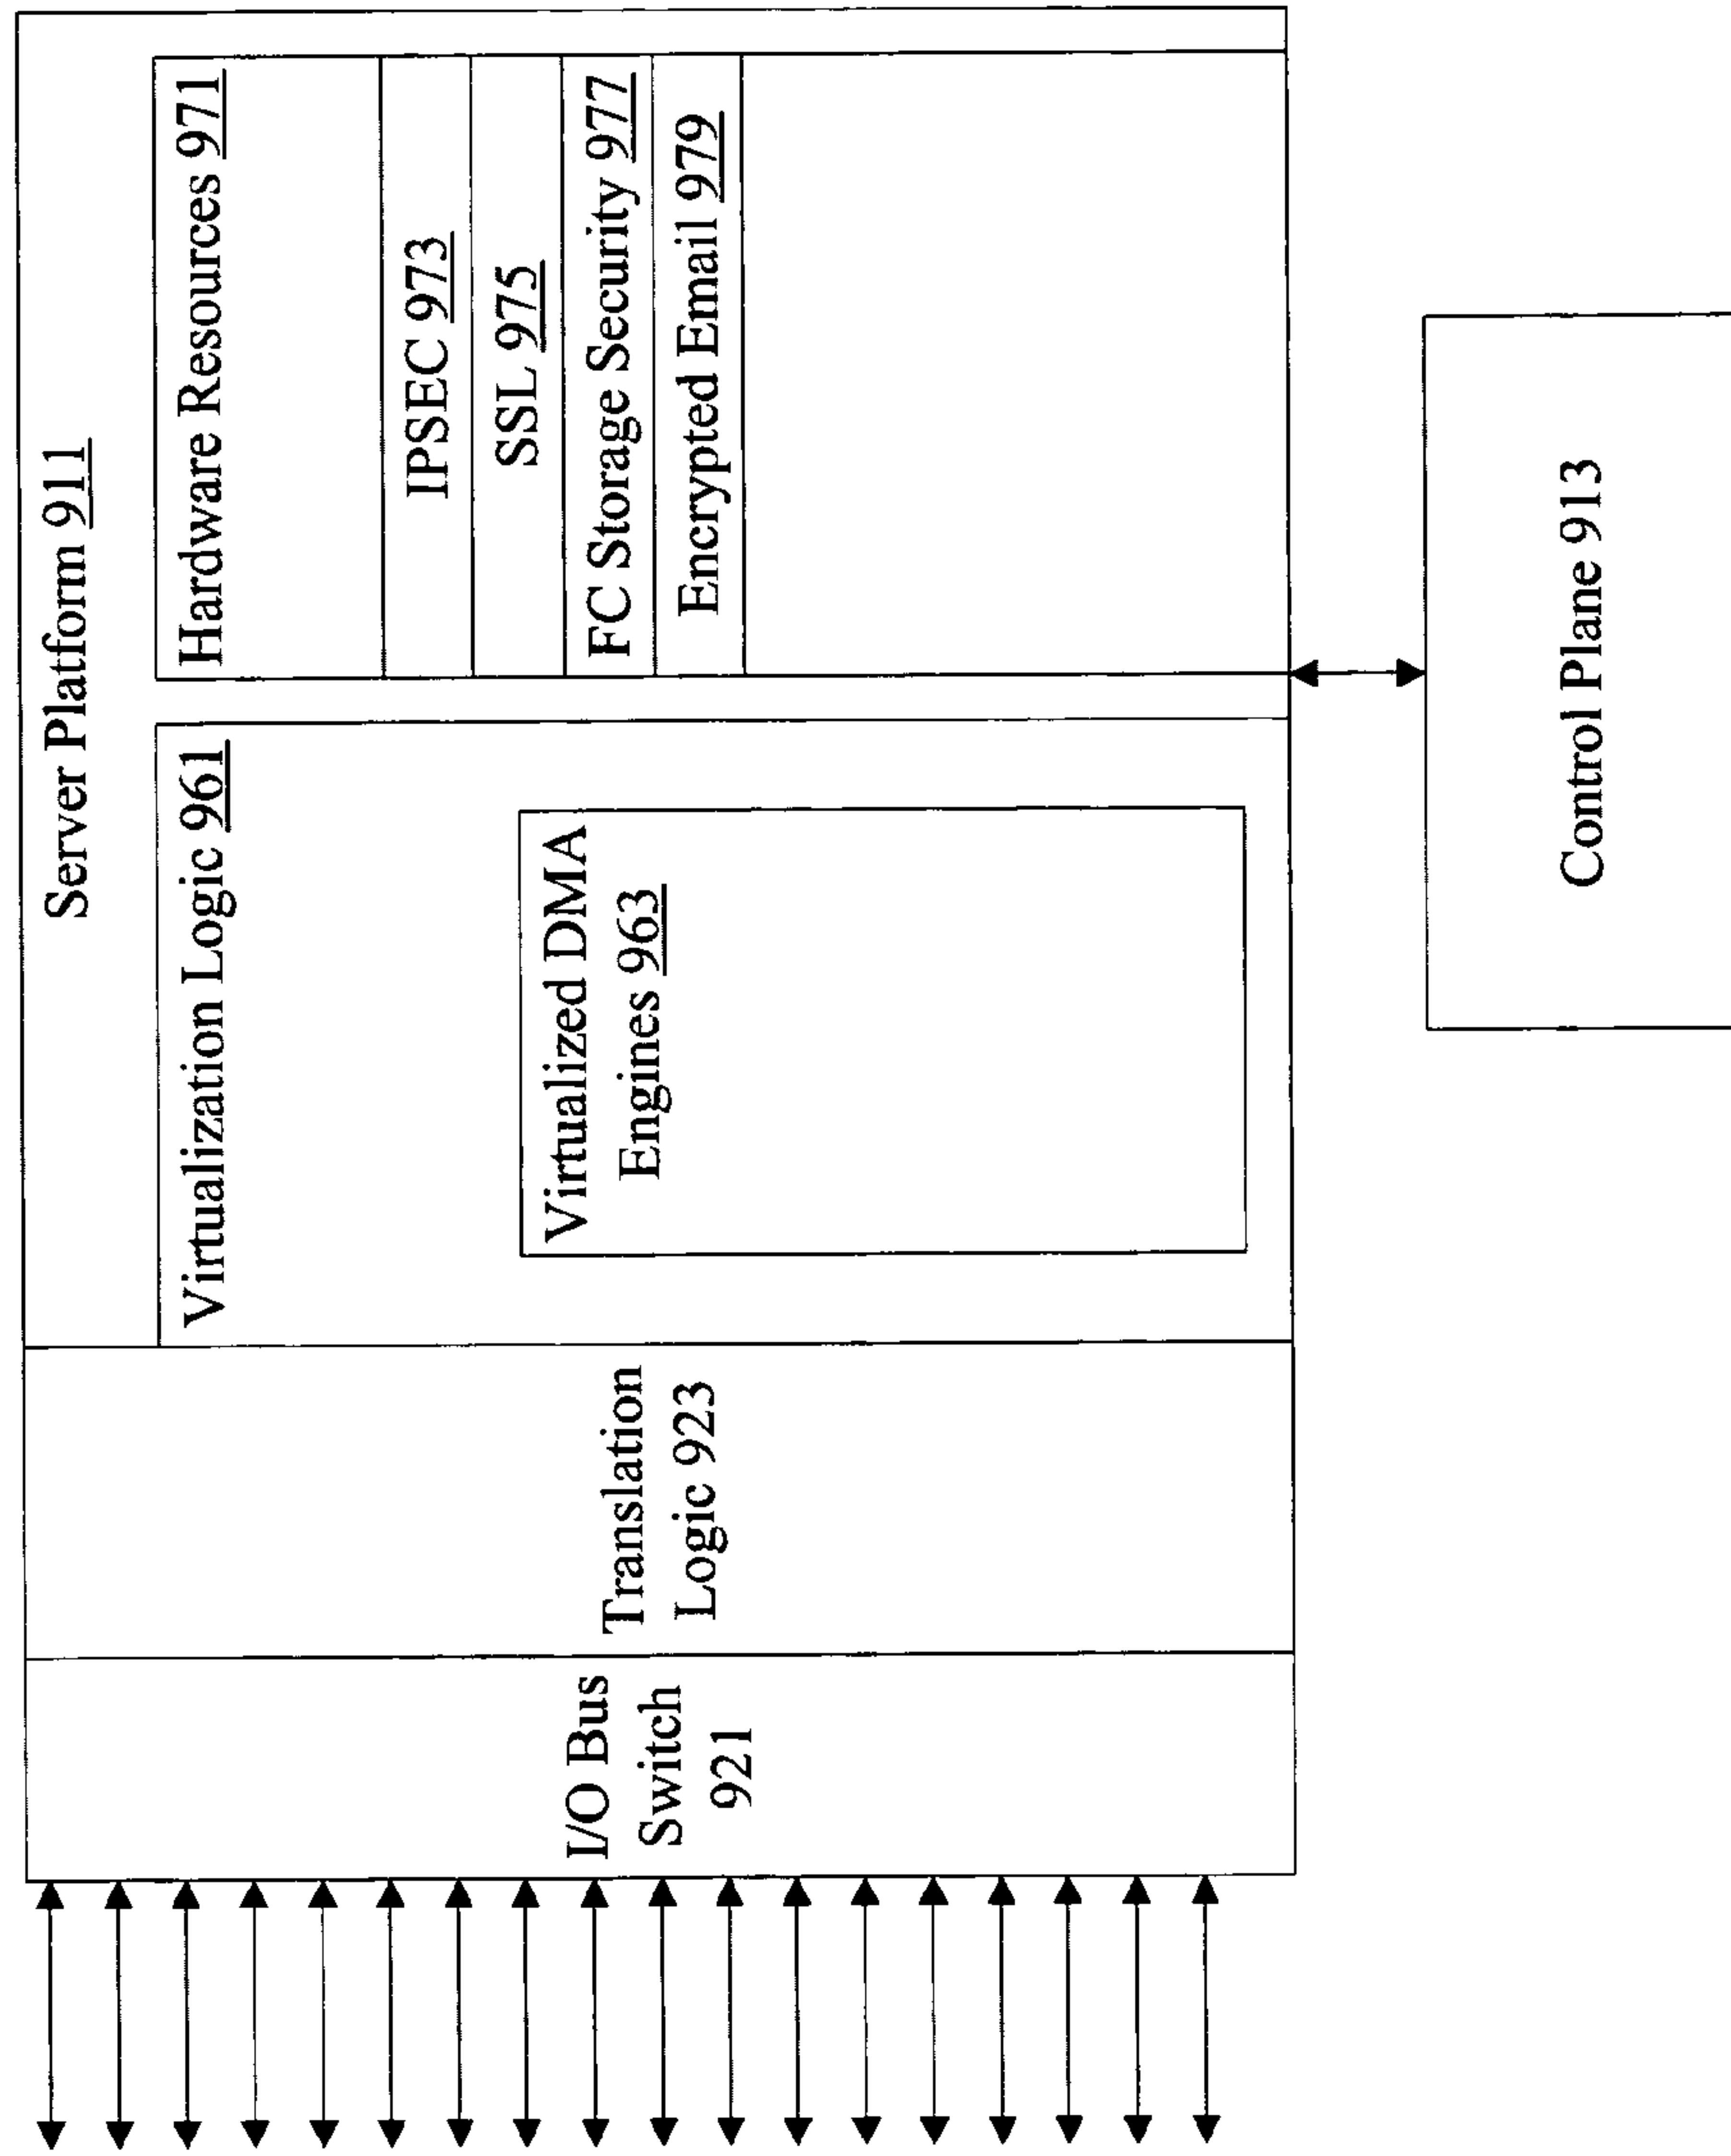 Server Platform 911
Hardware Resources 971
IPSEC 973
SSL 975
FC Storage Security 977
Encrypted Email 979
Virtualization Logic 961
Virtualized DMA
Engines 963
Translation
Logic 923
I/O Bus
Switch
921
Control Plane 913